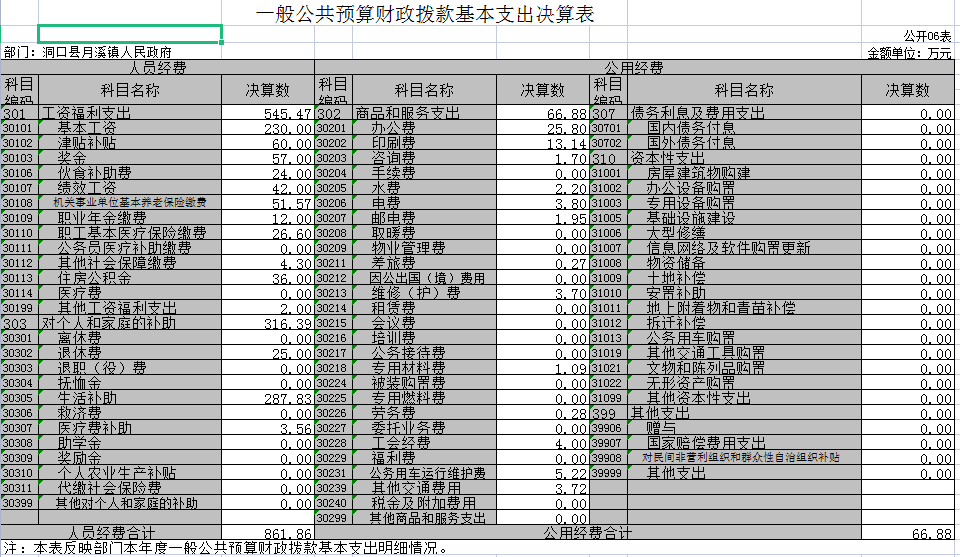 一般公共预算财政拨款基本支出决算表
公开06表
部门：洞口县月溪镇人民政府 金额单位：万元
人员经费 公用经费
科目编码 科目名称 决算数 科目编码 科目名称 决算数 科目编码 科目名称 决算数
301 工资福利支出 545.47 302 商品和服务支出 66.88 307 债务利息及费用支出 0.00
30101 基本工资 230.00 30201 办公费 25.80 30701 国内债务付息 0.00
30102 津贴补贴 60.00 30202 印刷费 13.14 30702 国外债务付息 0.00
30103 奖金 57.00 30203 咨询费 1.70 310 资本性支出 0.00
30106 伙食补助费 24.00 30204 手续费 0.00 31001 房屋建筑物购建 0.00
30107 绩效工资 42.00 30205 水费 2.20 31002 办公设备购置 0.00
30108 机关事业单位基本养老保险缴费 51.57 30206 电费 3.80 31003 专用设备购置 0.00
30109 职业年金缴费 12.00 30207 邮电费 1.95 31005 基础设施建设 0.00
30110 职工基本医疗保险缴费 26.60 30208 取暖费 0.00 31006 大型修缮 0.00
30111 公务员医疗补助缴费 0.00 30209 物业管理费 0.00 31007 信息网络及软件购置更新 0.00
30112 其他社会保障缴费 4.30 30211 差旅费 0.27 31008 物资储备 0.00
30113 住房公积金 36.00 30212 因公出国（境）费用 0.00 31009 土地补偿 0.00
30114 医疗费 0.00 30213 维修（护）费 3.70 31010 安置补助 0.00
30199 其他工资福利支出 2.00 30214 租赁费 0.00 31011 地上附着物和青苗补偿 0.00
303 对个人和家庭的补助 316.39 30215 会议费 0.00 31012 拆迁补偿 0.00
30301 离休费 0.00 30216 培训费 0.00 31013 公务用车购置 0.00
30302 退休费 25.00 30217 公务接待费 0.00 31019 其他交通工具购置 0.00
30303 退职（役）费 0.00 30218 专用材料费 1.09 31021 文物和陈列品购置 0.00
30304 抚恤金 0.00 30224 被装购置费 0.00 31022 无形资产购置 0.00
30305 生活补助 287.83 30225 专用燃料费 0.00 31099 其他资本性支出 0.00
30306 救济费 0.00 30226 劳务费 0.28 399 其他支出 0.00
30307 医疗费补助 3.56 30227 委托业务费 0.00 39906 赠与 0.00
30308 助学金 0.00 30228 工会经费 4.00 39907 国家赔偿费用支出 0.00
30309 奖励金 0.00 30229 福利费 0.00 39908 对民间非营利组织和群众性自治组织补贴 0.00
30310 个人农业生产补贴 0.00 30231 公务用车运行维护费 5.22 39999 其他支出 0.00
30311 代缴社会保险费 0.00 30239 其他交通费用 3.72
30399 其他对个人和家庭的补助 0.00 30240 税金及附加费用 0.00
30299 其他商品和服务支出 0.00
人员经费合计 861.86 公用经费合计 66.88
注：本表反映部门本年度一般公共预算财政拨款基本支出明细情况。